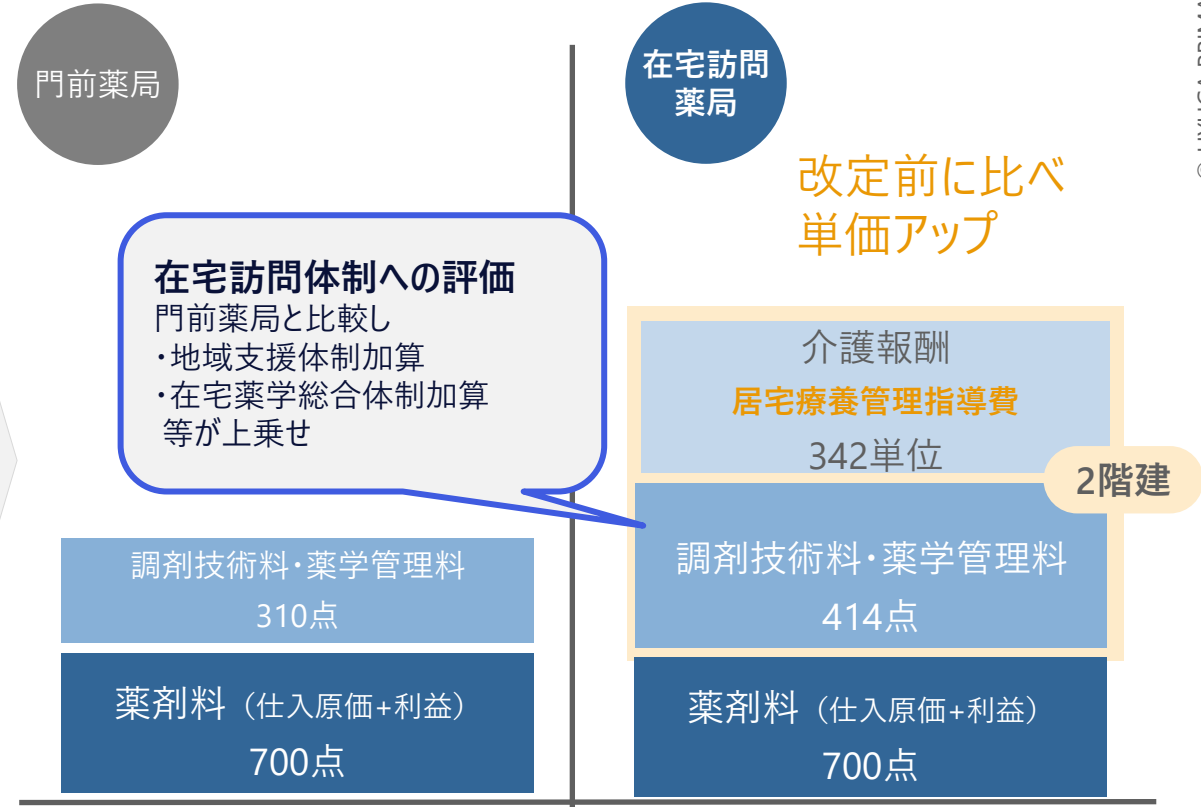 門前薬局
在宅訪問
薬局
改定前に比べ
単価アップ
在宅訪問体制への評価
門前薬局と比較し
・地域支援体制加算
・在宅薬学総合体制加算
等が上乗せ
介護報酬
居宅療養管理指導費
342単位
2階建
調剤技術料・薬学管理料
310点
調剤技術料・薬学管理料
414点
薬剤料（仕入原価+利益）
700点
薬剤料（仕入原価+利益）
700点